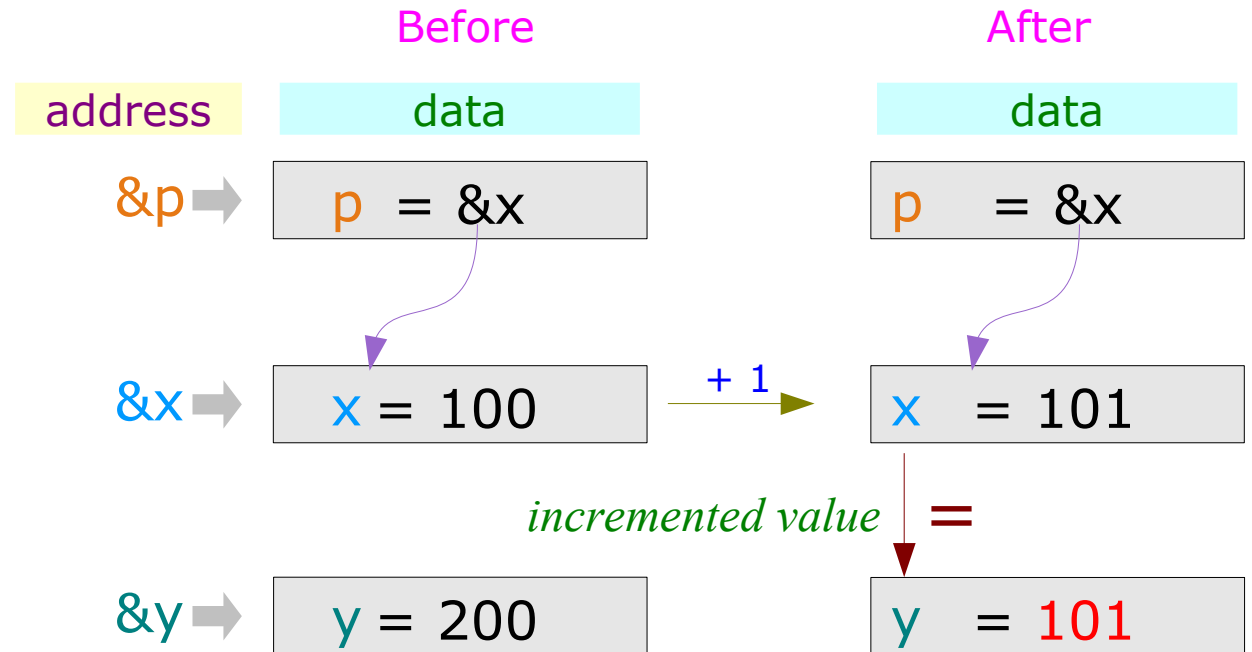 Before After
address data data
&p p = &x p = &x
&x x = 100 + 1 x = 101
incremented value =
&y y = 200 y = 101